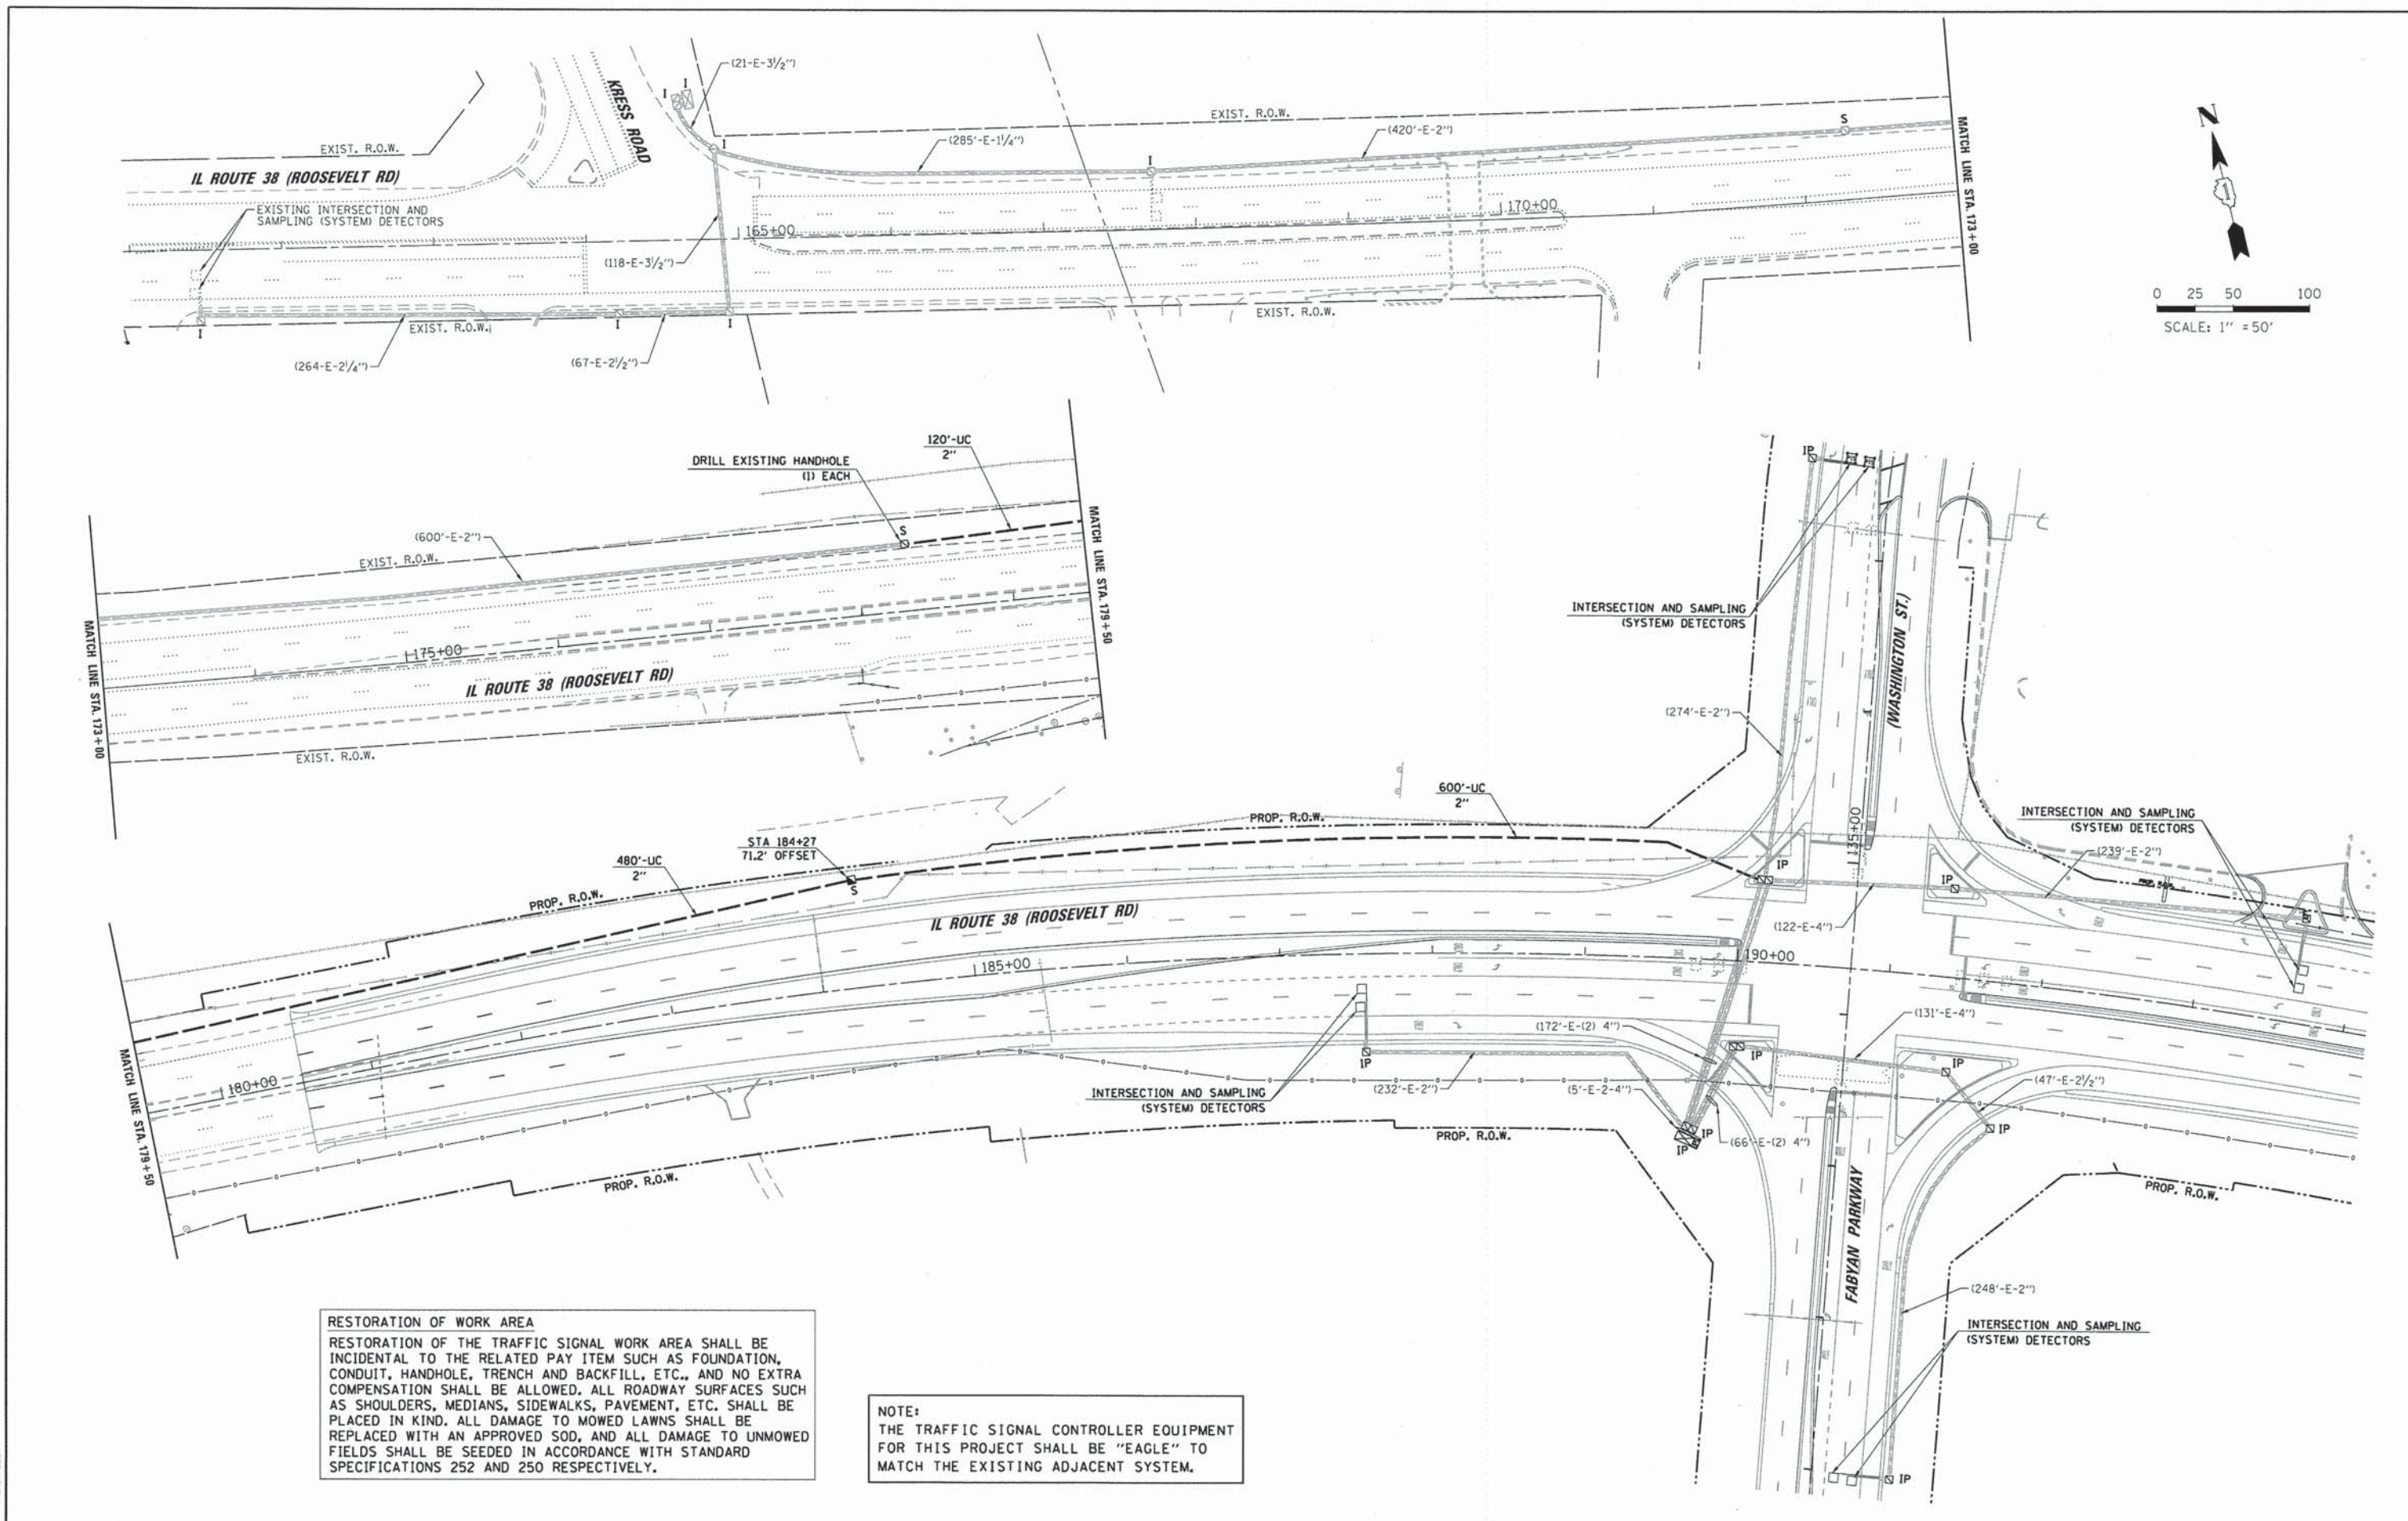 (21-E-3½")
KRESS ROAD
I
I
I
EXIST. R.O.W.
IL ROUTE 38 (ROOSEVELT RD)
EXISTING INTERSECTION AND
SAMPLING (SYSTEM) DETECTORS
(285'-E-1¼")
I
EXIST. R.O.W.
(420'-E-2")
S
MATCH LINE STA. 173+00
165+00
170+00
(118-E-3½")
I
EXIST. R.O.W.
I
I
EXIST. R.O.W.
(264-E-2¼")
(67-E-2½")
N
0 25 50 100
SCALE: 1" = 50'
120'-UC
2"
DRILL EXISTING HANDHOLE
(1) EACH
S
(600'-E-2")
EXIST. R.O.W.
MATCH LINE STA. 179+50
175+00
IL ROUTE 38 (ROOSEVELT RD)
MATCH LINE STA. 173+00
EXIST. R.O.W.
IP
INTERSECTION AND SAMPLING
(SYSTEM) DETECTORS
(WASHINGTON ST.)
(274'-E-2")
135+00
600'-UC
2"
PROP. R.O.W.
STA 184+27
71.2' OFFSET
S
480'-UC
2"
PROP. R.O.W.
INTERSECTION AND SAMPLING
(SYSTEM) DETECTORS
(239'-E-2")
IP
IP
(122-E-4")
IL ROUTE 38 (ROOSEVELT RD)
185+00
190+00
(131'-E-4")
(172'-E-(2) 4")
IP
IP
IP
(232'-E-2")
(5'-E-2-4")
(47'-E-2½")
INTERSECTION AND SAMPLING
(SYSTEM) DETECTORS
180+00
MATCH LINE STA. 179+50
PROP. R.O.W.
IP
IP
(66'-E-(2) 4")
IP
PROP. R.O.W.
PROP. R.O.W.
FABYAN PARKWAY
(248'-E-2")
INTERSECTION AND SAMPLING
(SYSTEM) DETECTORS
IP
RESTORATION OF WORK AREA
RESTORATION OF THE TRAFFIC SIGNAL WORK AREA SHALL BE
INCIDENTAL TO THE RELATED PAY ITEM SUCH AS FOUNDATION,
CONDUIT, HANDHOLE, TRENCH AND BACKFILL, ETC., AND NO EXTRA
COMPENSATION SHALL BE ALLOWED. ALL ROADWAY SURFACES SUCH
AS SHOULDERS, MEDIANS, SIDEWALKS, PAVEMENT, ETC. SHALL BE
PLACED IN KIND. ALL DAMAGE TO MOWED LAWNS SHALL BE
REPLACED WITH AN APPROVED SOD, AND ALL DAMAGE TO UNMOWED
FIELDS SHALL BE SEEDED IN ACCORDANCE WITH STANDARD
SPECIFICATIONS 252 AND 250 RESPECTIVELY.
NOTE:
THE TRAFFIC SIGNAL CONTROLLER EQUIPMENT
FOR THIS PROJECT SHALL BE "EAGLE" TO
MATCH THE EXISTING ADJACENT SYSTEM.